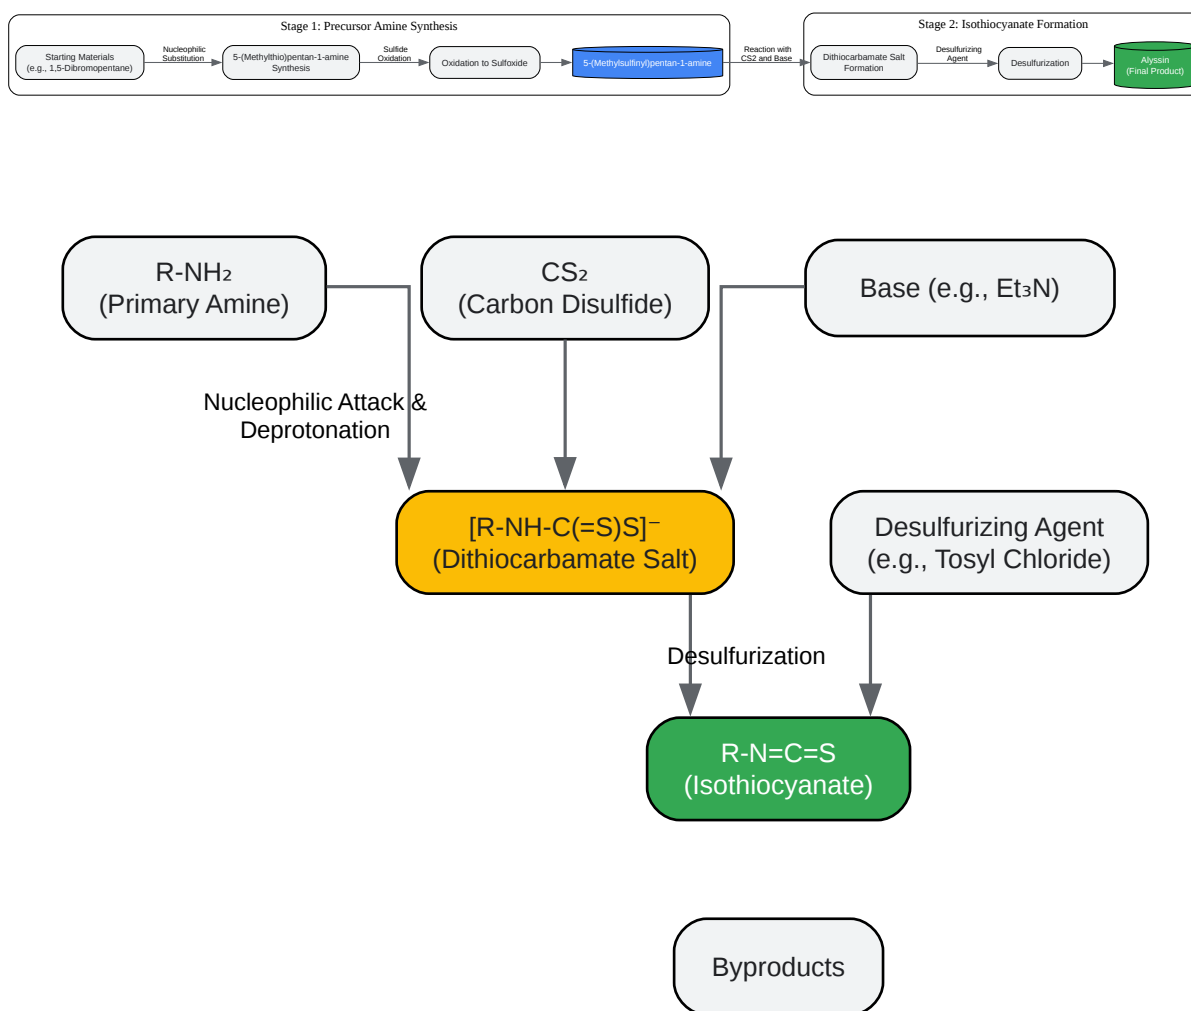 Stage 1: Precursor Amine Synthesis
Stage 2: Isothiocyanate Formation
Starting Materials
(e.g., 1,5-Dibromopentane)
Nucleophilic
Substitution
5-(Methylthio)pentan-1-amine
Synthesis
Sulfide
Oxidation
Oxidation to Sulfoxide
5-(Methylsulfinyl)pentan-1-amine
Reaction with
CS2 and Base
Dithiocarbamate Salt
Formation
Desulfurizing
Agent
Desulfurization
Alyssin
(Final Product)
R-NH₂
(Primary Amine)
CS₂
(Carbon Disulfide)
Base (e.g., Et₃N)
Nucleophilic Attack &
Deprotonation
[R-NH-C(=S)S]⁻
(Dithiocarbamate Salt)
Desulfurizing Agent
(e.g., Tosyl Chloride)
Desulfurization
R-N=C=S
(Isothiocyanate)
Byproducts